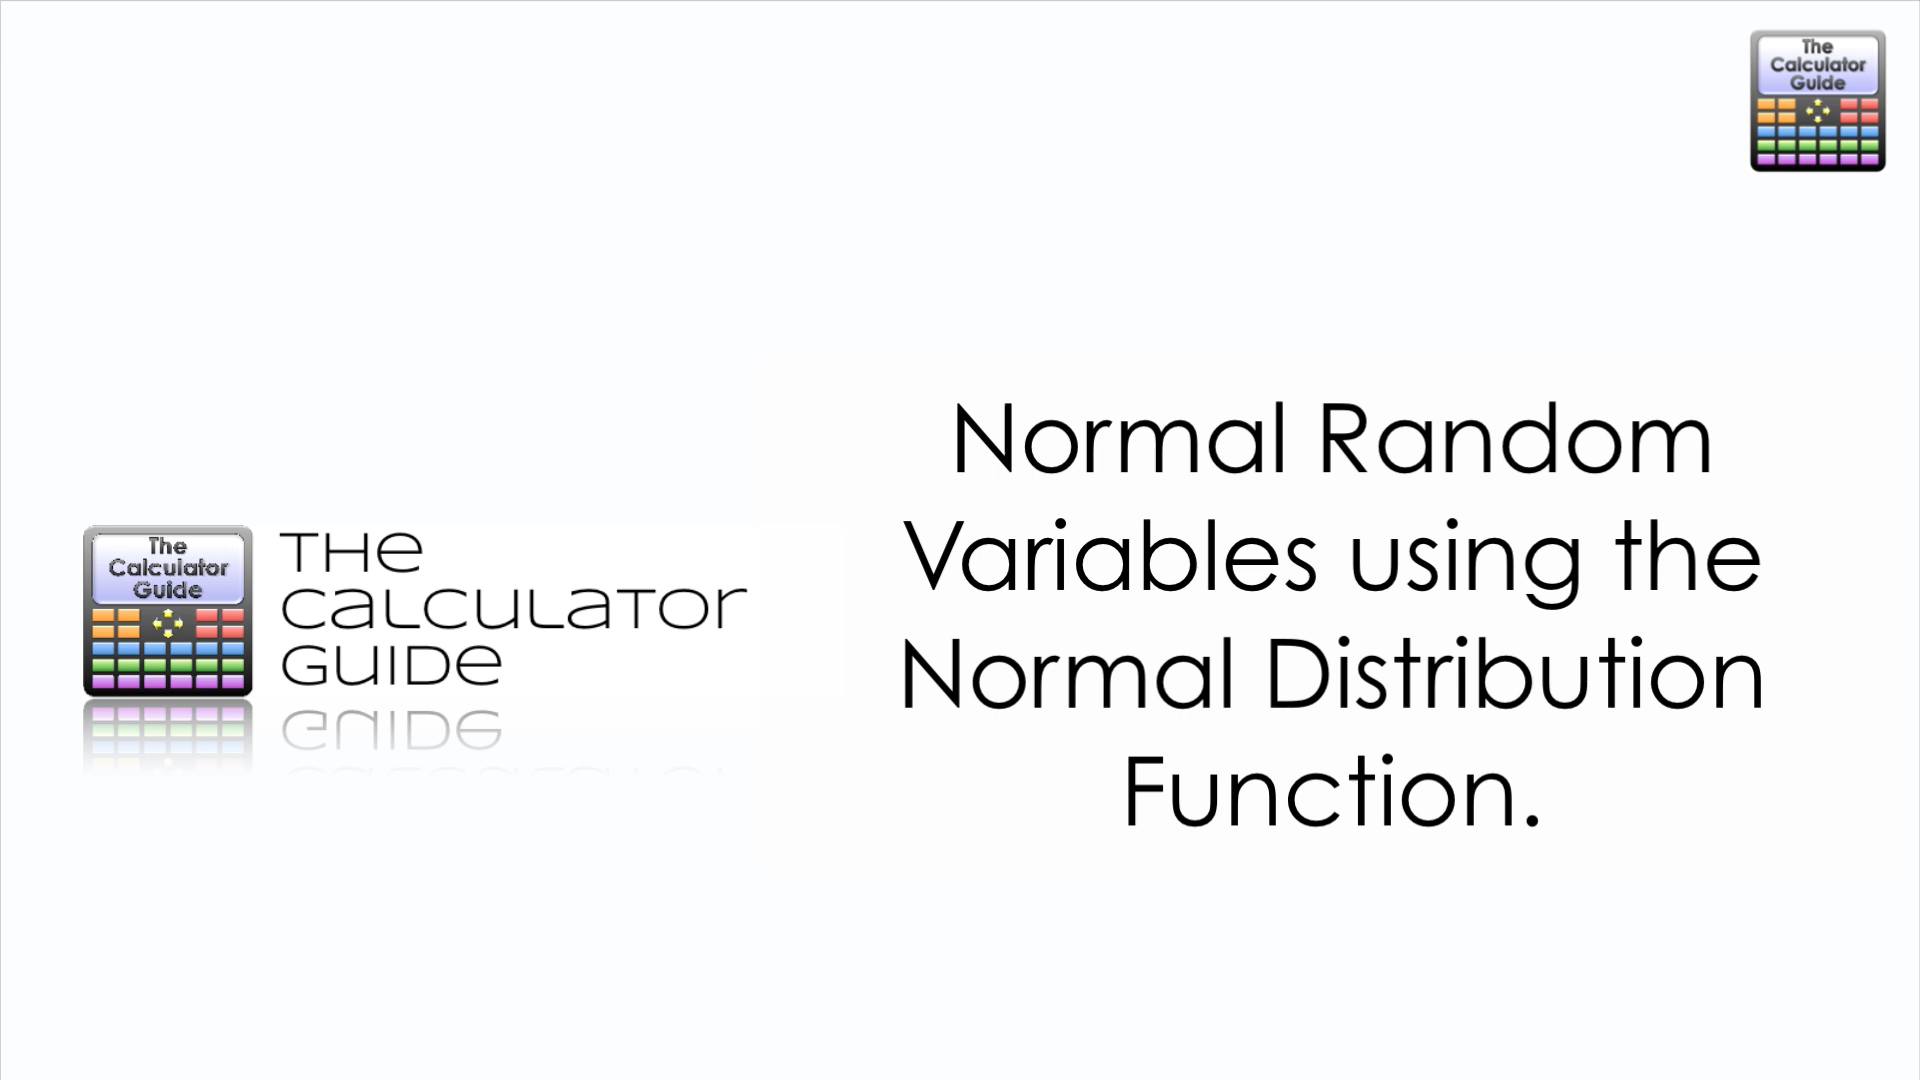 The
Calculator
Guide
The
Calculator
Guide
THE
CALCULATOR
GUIDE
Normal Random
Variables using the
Normal Distribution
Function.